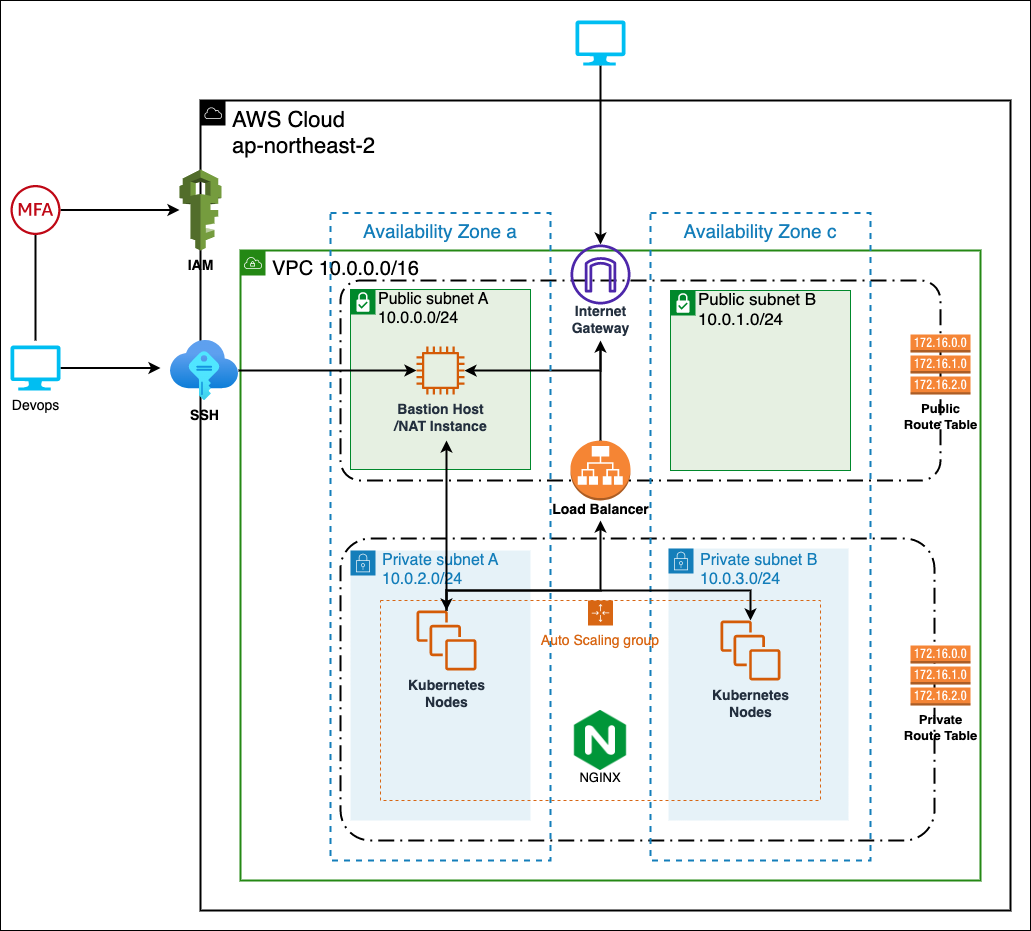 AWS Cloud
ap-northeast-2
MFA
IAM
Availability Zone a
Availability Zone c
VPC 10.0.0.0/16
Public subnet A
10.0.0.0/24
Internet
Gateway
Public subnet B
10.0.1.0/24
172.16.0.0
172.16.1.0
172.16.2.0
Public
Route Table
Devops
SSH
Bastion Host
/NAT Instance
Load Balancer
Private subnet A
10.0.2.0/24
Private subnet B
10.0.3.0/24
Auto Scaling group
Kubernetes
Nodes
Kubernetes
Nodes
172.16.0.0
172.16.1.0
172.16.2.0
Private
Route Table
N
NGINX